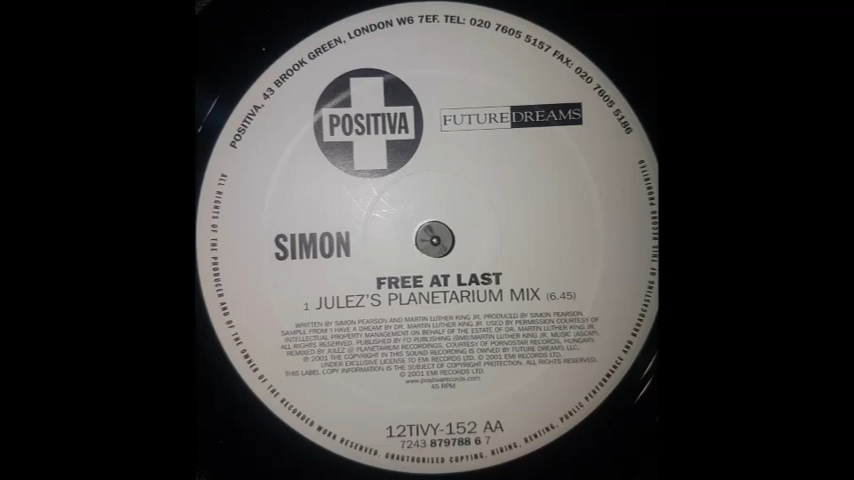 POSITIVA, 43 BROOK GREEN, LONDON W6 7EF. TEL: 020 7605 5157 FAX: 020 7605 5186
POSITIVA
FUTURE DREAMS
SIMON
FREE AT LAST
1 JULEZ'S PLANETARIUM MIX (6.45)
WRITTEN BY SIMON PEARSON AND MARTIN LUTHER KING JR. PRODUCED BY SIMON PEARSON.
SAMPLE FROM 'I HAVE A DREAM' BY DR. MARTIN LUTHER KING JR. USED BY PERMISSION COURTESY OF
INTELLECTUAL PROPERTY MANAGEMENT ON BEHALF OF THE ESTATE OF DR. MARTIN LUTHER KING JR.
ALL RIGHTS RESERVED. PUBLISHED BY FD PUBLISHING (BMI)/MARTIN LUTHER KING JR. MUSIC (ASCAP).
REMIXED BY JULEZ @ PLANETARIUM RECORDINGS. COURTESY OF PORNOSTAR RECORDS, HUNGARY.
℗ 2001 THE COPYRIGHT IN THIS SOUND RECORDING IS OWNED BY FUTURE DREAMS LLC,
UNDER EXCLUSIVE LICENSE TO EMI RECORDS LTD. © 2001 EMI RECORDS LTD.
THIS LABEL COPY INFORMATION IS THE SUBJECT OF COPYRIGHT PROTECTION. ALL RIGHTS RESERVED.
© 2001 EMI RECORDS LTD.
www.positivarecords.com
45 RPM
12TIVY-152 AA
7243 879788 6 7
ALL RIGHTS OF THE PRODUCER AND OF THE OWNER OF THE RECORDED WORK RESERVED. UNAUTHORISED COPYING, HIRING, RENTING, PUBLIC PERFORMANCE AND BROADCASTING OF THIS RECORD PROHIBITED